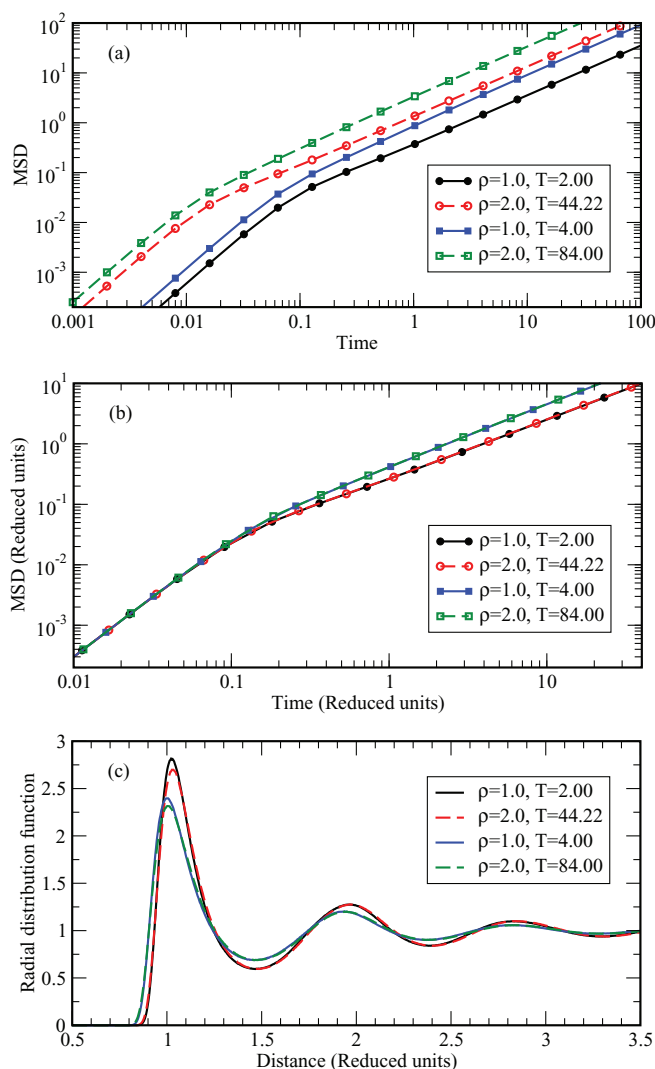 (a)
MSD
10^2
10^1
10^0
10^-1
10^-2
10^-3
ρ=1.0, T=2.00
ρ=2.0, T=44.22
ρ=1.0, T=4.00
ρ=2.0, T=84.00
0.001 0.01 0.1 1 10 100
Time
(b)
MSD (Reduced units)
10^1
10^0
10^-1
10^-2
10^-3
ρ=1.0, T=2.00
ρ=2.0, T=44.22
ρ=1.0, T=4.00
ρ=2.0, T=84.00
0.01 0.1 1 10
Time (Reduced units)
(c)
Radial distribution function
3
2.5
2
1.5
1
0.5
0
ρ=1.0, T=2.00
ρ=2.0, T=44.22
ρ=1.0, T=4.00
ρ=2.0, T=84.00
0.5 1 1.5 2 2.5 3 3.5
Distance (Reduced units)